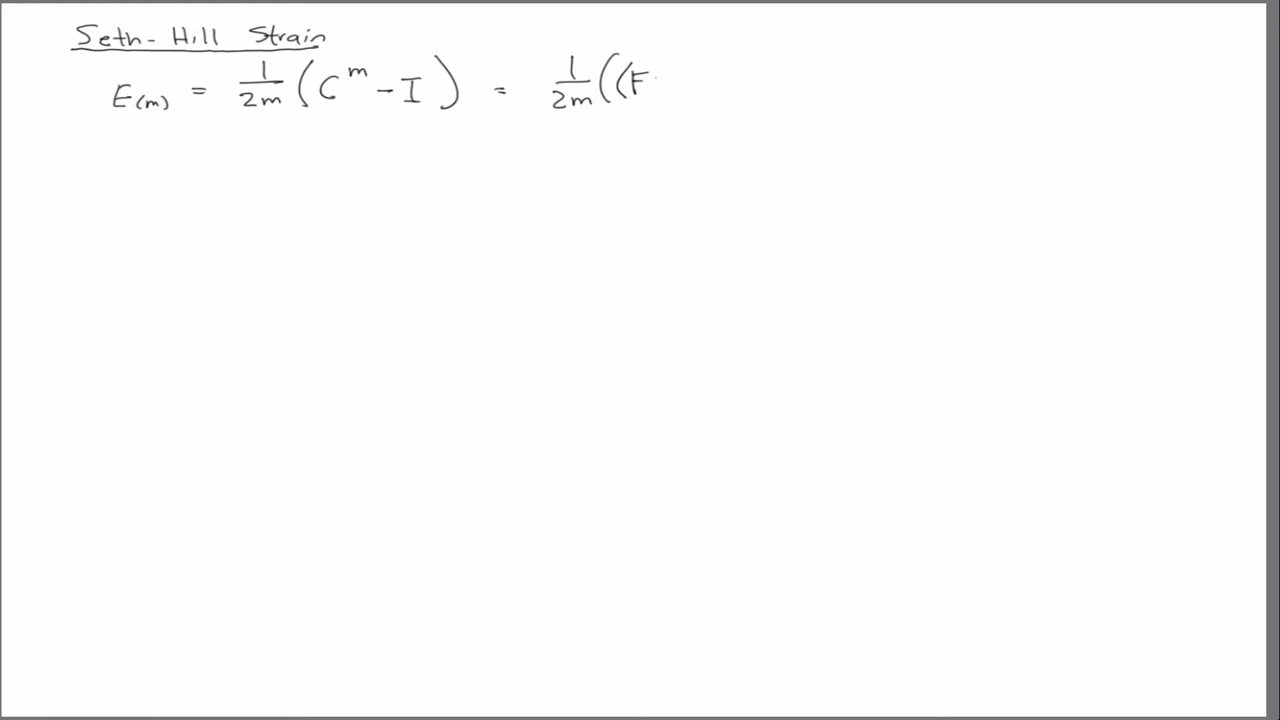 Seth-Hill Strain
E(m) = 1/2m (C^m - I) = 1/2m ((F